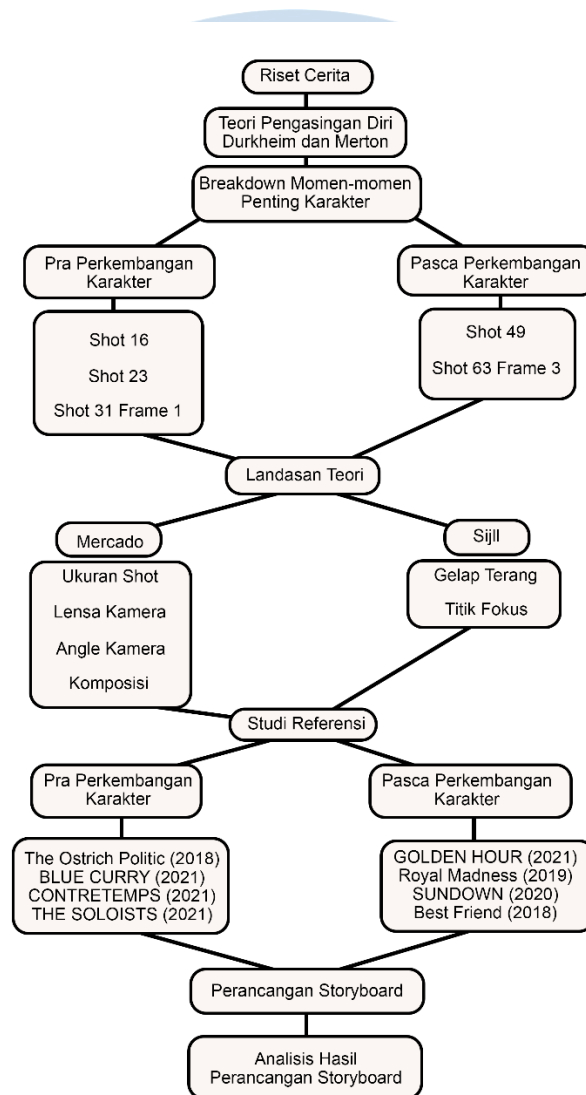 Riset Cerita
Teori Pengasingan Diri
Durkheim dan Merton
Breakdown Momen-momen
Penting Karakter
Pra Perkembangan
Karakter
Pasca Perkembangan
Karakter
Shot 16
Shot 23
Shot 31 Frame 1
Shot 49
Shot 63 Frame 3
Landasan Teori
Mercado
Sijll
Ukuran Shot
Lensa Kamera
Angle Kamera
Komposisi
Gelap Terang
Titik Fokus
Studi Referensi
Pra Perkembangan
Karakter
Pasca Perkembangan
Karakter
The Ostrich Politic (2018)
BLUE CURRY (2021)
CONTRETEMPS (2021)
THE SOLOISTS (2021)
GOLDEN HOUR (2021)
Royal Madness (2019)
SUNDOWN (2020)
Best Friend (2018)
Perancangan Storyboard
Analisis Hasil
Perancangan Storyboard